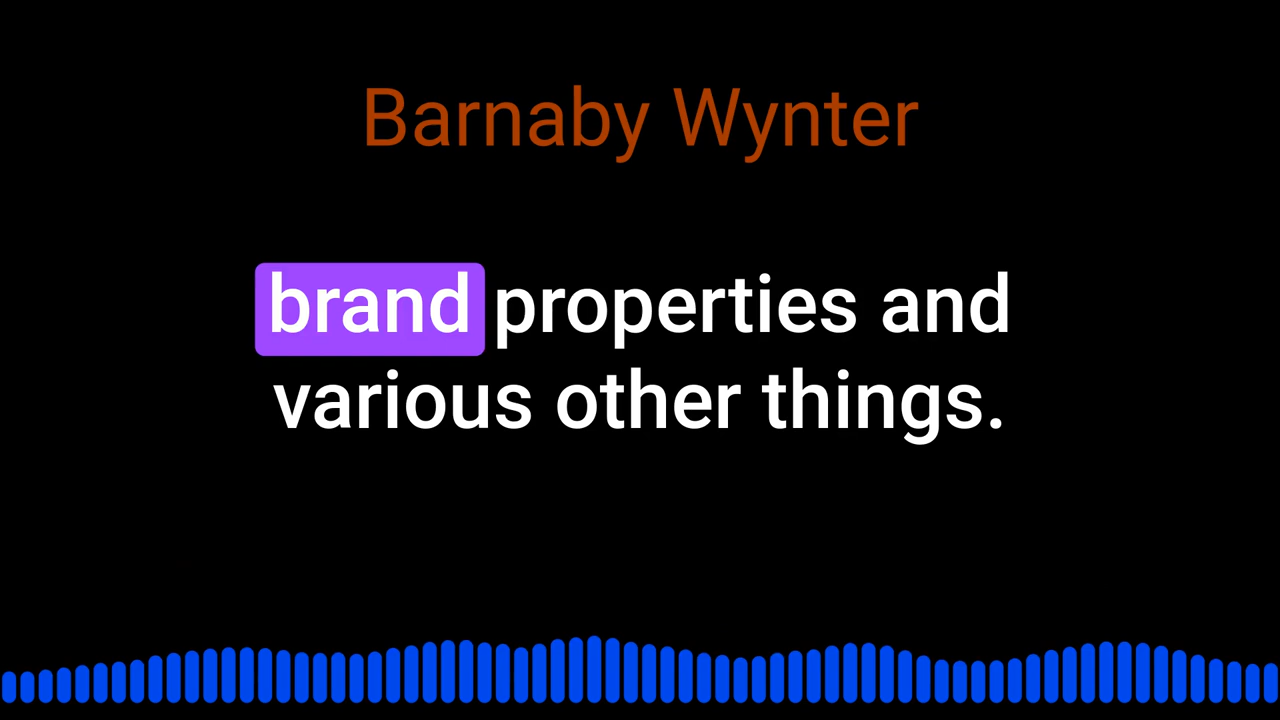 Barnaby Wynter
brand properties and
various other things.